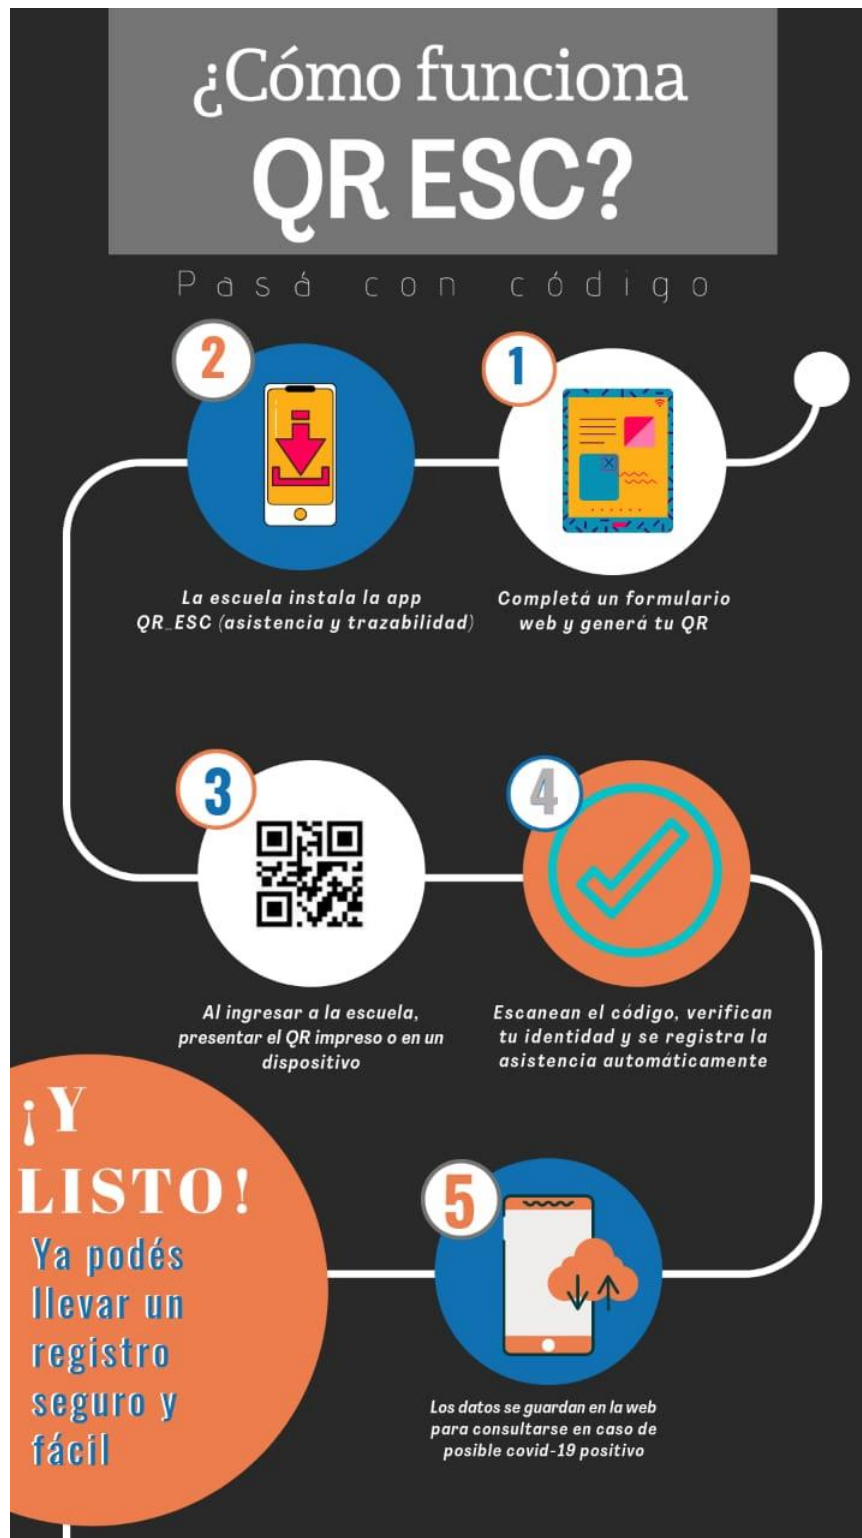 ¿Cómo funciona
QR ESC?
Pasá con código
1
Completá un formulario
web y generá tu QR
2
La escuela instala la app
QR_ESC (asistencia y trazabilidad)
3
Al ingresar a la escuela,
presentar el QR impreso o en un
dispositivo
4
Escanean el código, verifican
tu identidad y se registra la
asistencia automáticamente
5
Los datos se guardan en la web
para consultarse en caso de
posible covid-19 positivo
¡Y
LISTO!
Ya podés
llevar un
registro
seguro y
fácil